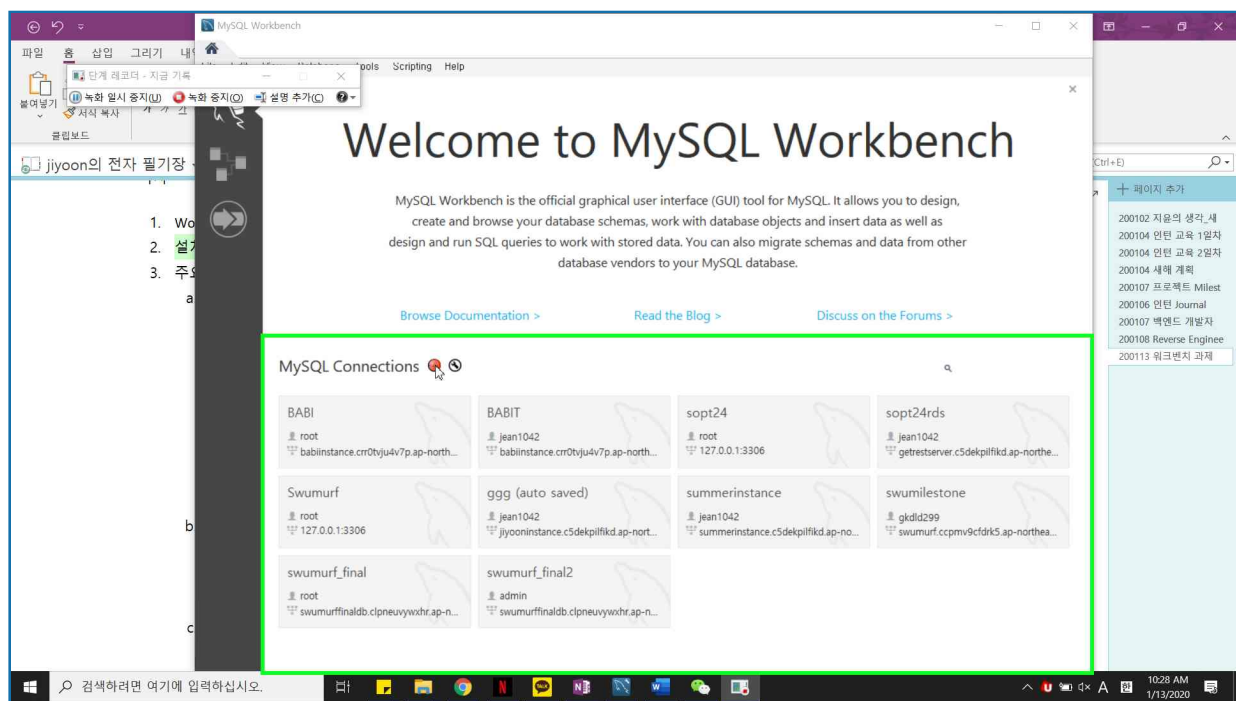 MySQL Workbench
파일 홈 삽입 그리기
Scripting Help
단계 레코더 - 지금 기록
녹화 일시 중지(U) 녹화 중지(O) 설명 추가(C)
붙여넣기
서식 복사
클립보드
jiyoon의 전자 필기장
Ctrl+E)
Welcome to MySQL Workbench
MySQL Workbench is the official graphical user interface (GUI) tool for MySQL. It allows you to design,
create and browse your database schemas, work with database objects and insert data as well as
design and run SQL queries to work with stored data. You can also migrate schemas and data from other
database vendors to your MySQL database.
Browse Documentation > Read the Blog > Discuss on the Forums >
1. Wo
2. 설치
3. 주요
a
b
c
MySQL Connections
BABI
root
babiinstance.crr0tvju4v7p.ap-north...
BABIT
jean1042
babiinstance.crr0tvju4v7p.ap-north...
sopt24
root
127.0.0.1:3306
sopt24rds
jean1042
getrestserver.c5dekpilfikd.ap-northe...
Swumurf
root
127.0.0.1:3306
ggg (auto saved)
jean1042
jiyooninstance.c5dekpilfikd.ap-nort...
summerinstance
jean1042
summerinstance.c5dekpilfikd.ap-no...
swumilestone
gkdld299
swumurf.ccpmv9cfdrk5.ap-northea...
swumurf_final
root
swumurffinaldb.clpneuvywxhr.ap-n...
swumurf_final2
admin
swumurffinaldb.clpneuvywxhr.ap-n...
페이지 추가
200102 지윤의 생각_새
200104 인턴 교육 1일차
200104 인턴 교육 2일차
200104 새해 계획
200107 프로젝트 Milest
200106 인턴 Journal
200107 백엔드 개발자
200108 Reverse Enginee
200113 워크벤치 과제
검색하려면 여기에 입력하십시오.
A 한
10:28 AM
1/13/2020